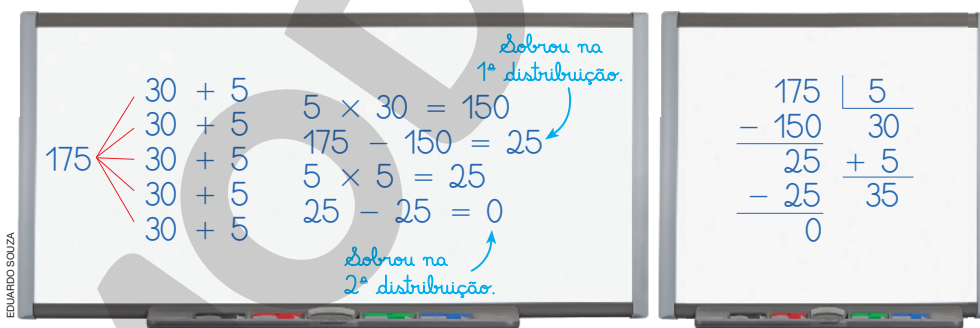 Sobrou na
1ª distribuição.
175
30 + 5
30 + 5
30 + 5
30 + 5
30 + 5
5 × 30 = 150
175 − 150 = 25
5 × 5 = 25
25 − 25 = 0
Sobrou na
2ª distribuição.
175 5
− 150 30
25 + 5
− 25 35
0
EDUARDO SOUZA